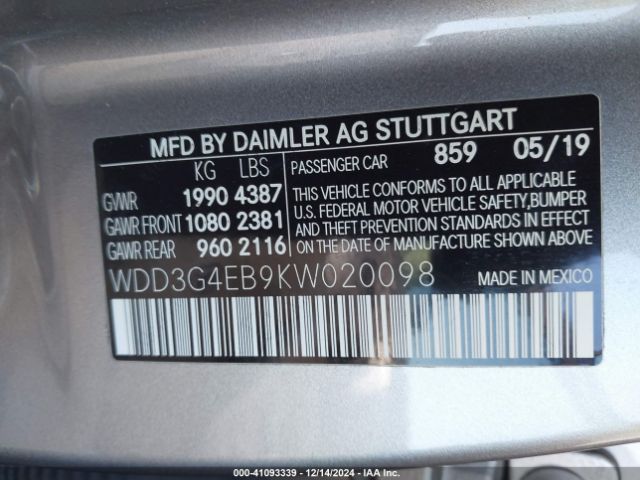 MFD BY DAIMLER AG STUTTGART
KG LBS
GVWR 1990 4387
GAWR FRONT 1080 2381
GAWR REAR 960 2116
PASSENGER CAR 859 05/19
THIS VEHICLE CONFORMS TO ALL APPLICABLE
U.S. FEDERAL MOTOR VEHICLE SAFETY,BUMPER
AND THEFT PREVENTION STANDARDS IN EFFECT
ON THE DATE OF MANUFACTURE SHOWN ABOVE
WDD3G4EB9KW020098 MADE IN MEXICO
000-41093339 - 12/14/2024 - IAA Inc.